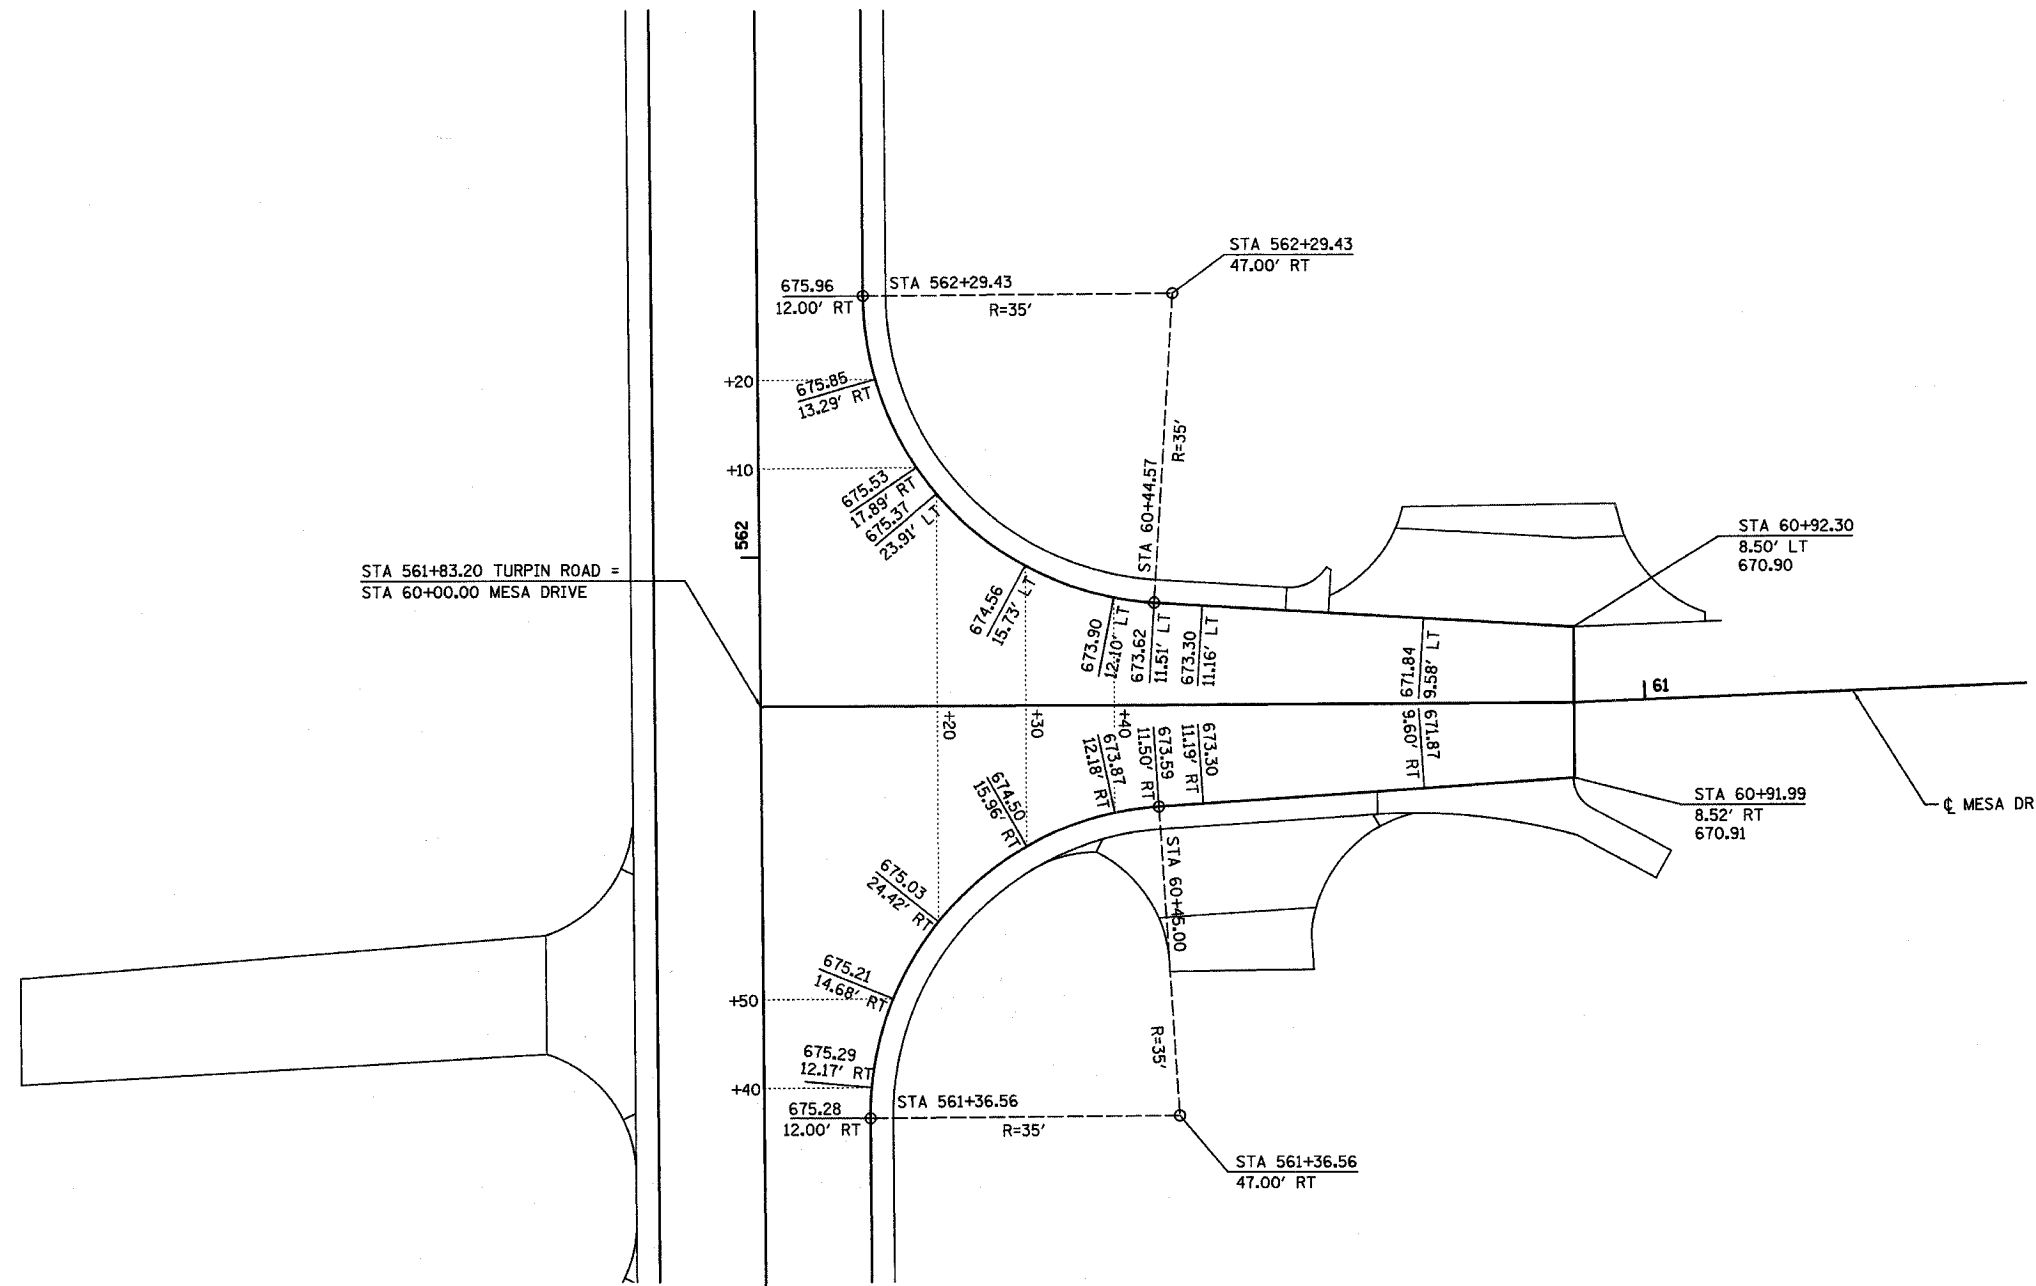 STA 562+29.43
47.00' RT
675.96
12.00' RT
STA 562+29.43
R=35'
+20
675.85
13.29' RT
R=35'
+10
675.53
17.89' RT
675.37
23.91' LT
STA 60+44.57
562
STA 60+92.30
8.50' LT
670.90
STA 561+83.20 TURPIN ROAD =
STA 60+00.00 MESA DRIVE
674.56
15.73' LT
673.90
12.10' LT
673.62
11.51' LT
673.30
11.16' LT
671.84
9.58' LT
61
+20
+30
+40
673.87
12.18' RT
673.59
11.50' RT
673.30
11.19' RT
671.87
9.60' RT
674.50
15.96' RT
STA 60+91.99
8.52' RT
670.91
℄ MESA DR
675.03
24.42' RT
STA 60+45.00
675.21
14.68' RT
+50
R=35'
675.29
12.17' RT
+40
675.28
12.00' RT
STA 561+36.56
R=35'
STA 561+36.56
47.00' RT